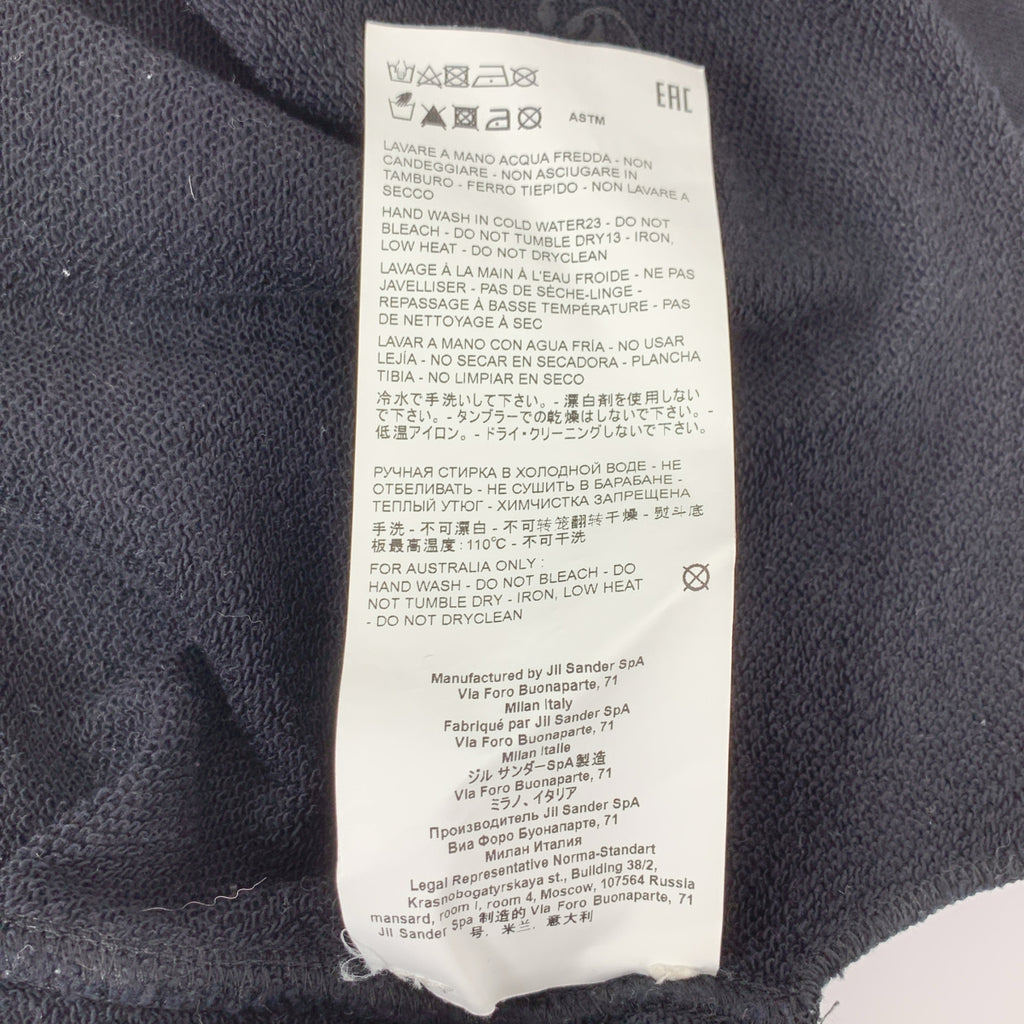 EAC
ASTM
LAVARE A MANO ACQUA FREDDA - NON
CANDEGGIARE - NON ASCIUGARE IN
TAMBURO - FERRO TIEPIDO - NON LAVARE A
SECCO
HAND WASH IN COLD WATER23 - DO NOT
BLEACH - DO NOT TUMBLE DRY13 - IRON,
LOW HEAT - DO NOT DRYCLEAN
LAVAGE À LA MAIN À L'EAU FROIDE - NE PAS
JAVELLISER - PAS DE SÈCHE-LINGE -
REPASSAGE À BASSE TEMPÉRATURE - PAS
DE NETTOYAGE À SEC
LAVAR A MANO CON AGUA FRÍA - NO USAR
LEJÍA - NO SECAR EN SECADORA - PLANCHA
TIBIA - NO LIMPIAR EN SECO
冷水で手洗いして下さい。- 漂白剤を使用しない
で下さい。- タンブラーでの乾燥はしないで下さい。-
低温アイロン。- ドライ・クリーニングしないで下さい。
РУЧНАЯ СТИРКА В ХОЛОДНОЙ ВОДЕ - НЕ
ОТБЕЛИВАТЬ - НЕ СУШИТЬ В БАРАБАНЕ -
ТЕПЛЫЙ УТЮГ - ХИМЧИСТКА ЗАПРЕЩЕНА
手洗 - 不可漂白 - 不可转笼翻转干燥 - 熨斗底
板最高温度: 110℃ - 不可干洗
FOR AUSTRALIA ONLY :
HAND WASH - DO NOT BLEACH - DO
NOT TUMBLE DRY - IRON, LOW HEAT
- DO NOT DRYCLEAN
Manufactured by Jil Sander SpA
Via Foro Buonaparte, 71
Milan Italy
Fabriqué par Jil Sander SpA
Via Foro Buonaparte, 71
Milan Italie
ジル サンダーSpA製造
Via Foro Buonaparte, 71
ミラノ、イタリア
Производитель Jil Sander SpA
Виа Форо Буонапарте, 71
Милан Италия
Legal Representative Norma-Standart
Krasnobogatyrskaya st., Building 38/2,
mansard, room I, room 4, Moscow, 107564 Russia
Jil Sander Spa 制造的 Via Foro Buonaparte, 71
号, 米兰, 意大利